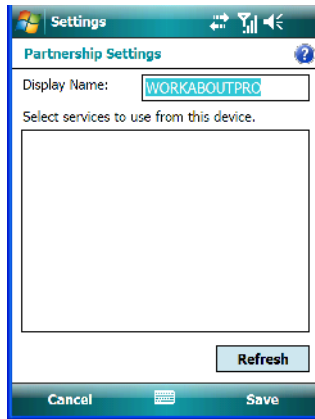 Settings
Partnership Settings
?
Display Name: WORKABOUTPRO
Select services to use from this device.
Refresh
Cancel Save